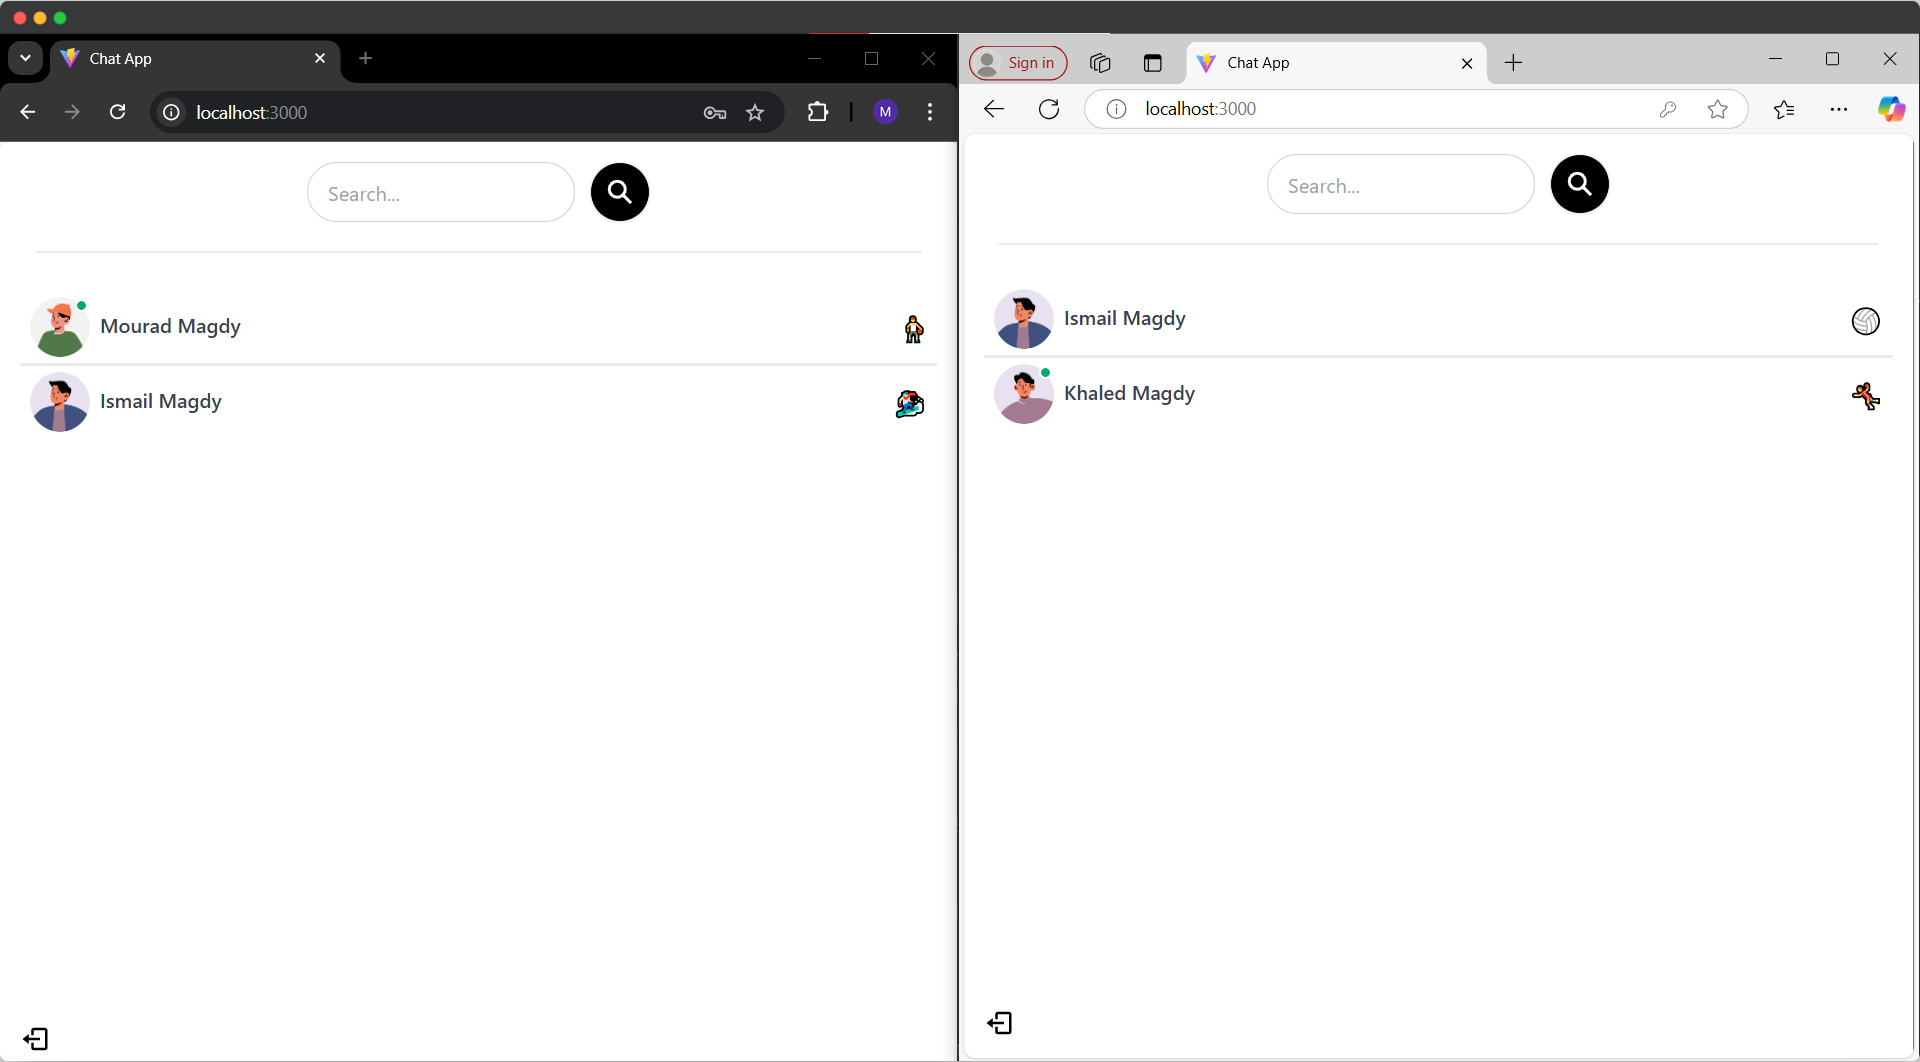 Chat App
localhost:3000
M
Search...
Mourad Magdy
Ismail Magdy
Sign in
Chat App
localhost:3000
Search...
Ismail Magdy
Khaled Magdy